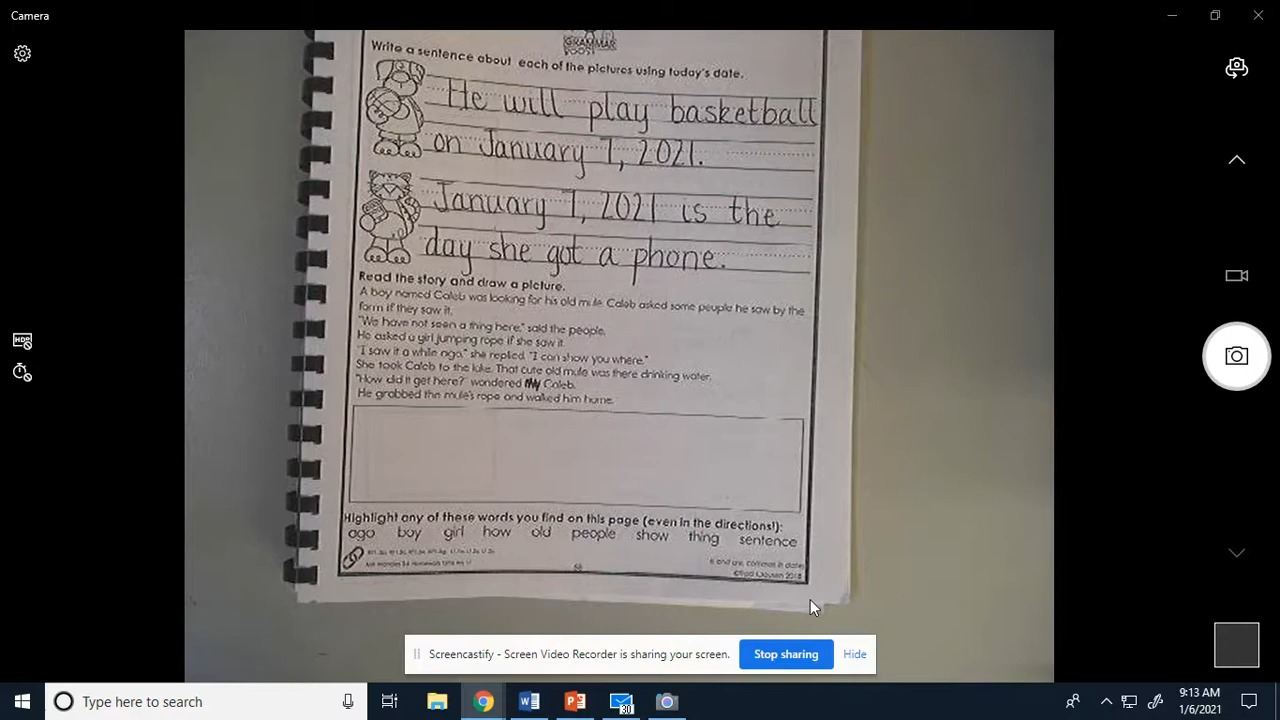 Camera
GRAMMAR
BOOST
Write a sentence about each of the pictures using today's date.
He will play basketball
on January 7, 2021.
January 7, 2021 is the
day she got a phone.
Read the story and draw a picture.
A boy named Caleb was looking for his old mule. Caleb asked some people he saw by the
farm if they saw it.
"We have not seen a thing here," said the people.
He asked a girl jumping rope if she saw it.
"I saw it a while ago," she replied. "I can show you where."
She took Caleb to the lake. That cute old mule was there drinking water.
"How did it get here? wondered Caleb.
He grabbed the mule's rope and walked him home.
Highlight any of these words you find on this page (even in the directions!):
ago boy girl how old people show thing sentence
Screencastify - Screen Video Recorder is sharing your screen.
Stop sharing
Hide
Type here to search
30
9:13 AM
1/6/2021